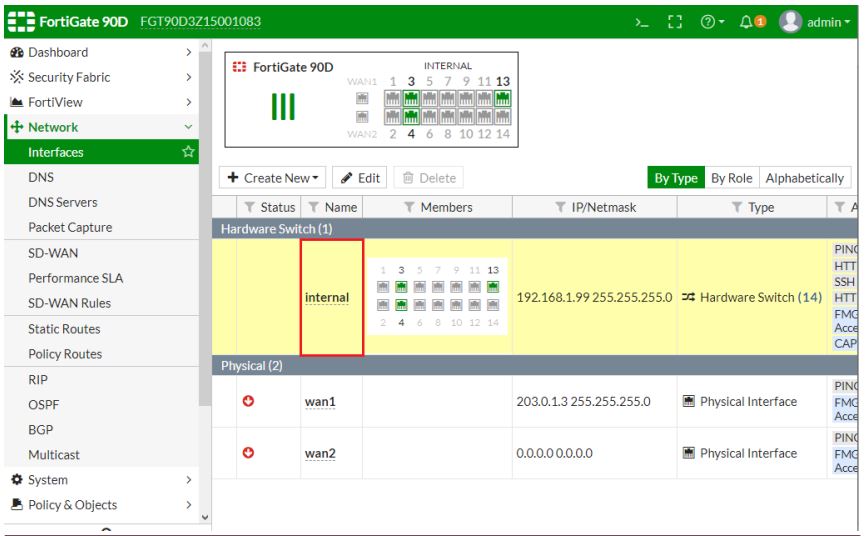 FortiGate 90D FGT90D3Z15001083 >_ admin
1
Dashboard
Security Fabric
FortiView
Network
Interfaces
DNS
DNS Servers
Packet Capture
SD-WAN
Performance SLA
SD-WAN Rules
Static Routes
Policy Routes
RIP
OSPF
BGP
Multicast
System
Policy & Objects
FortiGate 90D
INTERNAL
WAN1 1 3 5 7 9 11 13
WAN2 2 4 6 8 10 12 14
+ Create New Edit Delete By Type By Role Alphabetically
Status Name Members IP/Netmask Type A
Hardware Switch (1)
internal
1 3 5 7 9 11 13
2 4 6 8 10 12 14
192.168.1.99 255.255.255.0 Hardware Switch (14)
PING
HTT
SSH
HTT
FMG
Acce
CAP
Physical (2)
wan1 203.0.1.3 255.255.255.0 Physical Interface
PING
FMG
Acce
wan2 0.0.0.0 0.0.0.0 Physical Interface
PING
FMG
Acce